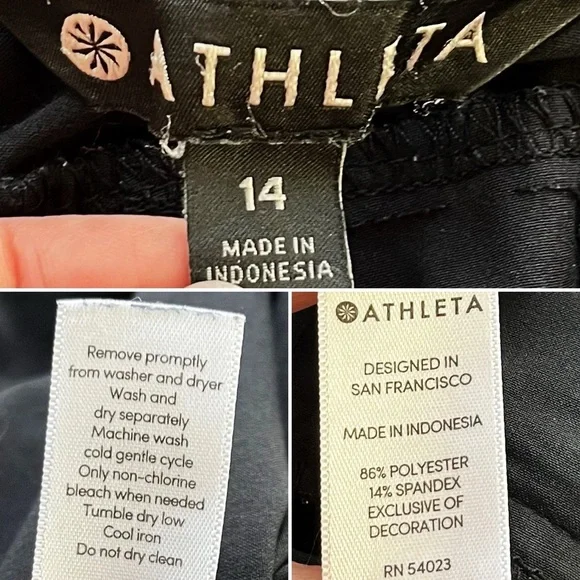 ATHLETA
14
MADE IN
INDONESIA
Remove promptly
from washer and dryer
Wash and
dry separately
Machine wash
cold gentle cycle
Only non-chlorine
bleach when needed
Tumble dry low
Cool iron
Do not dry clean
ATHLETA
DESIGNED IN
SAN FRANCISCO
MADE IN INDONESIA
86% POLYESTER
14% SPANDEX
EXCLUSIVE OF
DECORATION
RN 54023